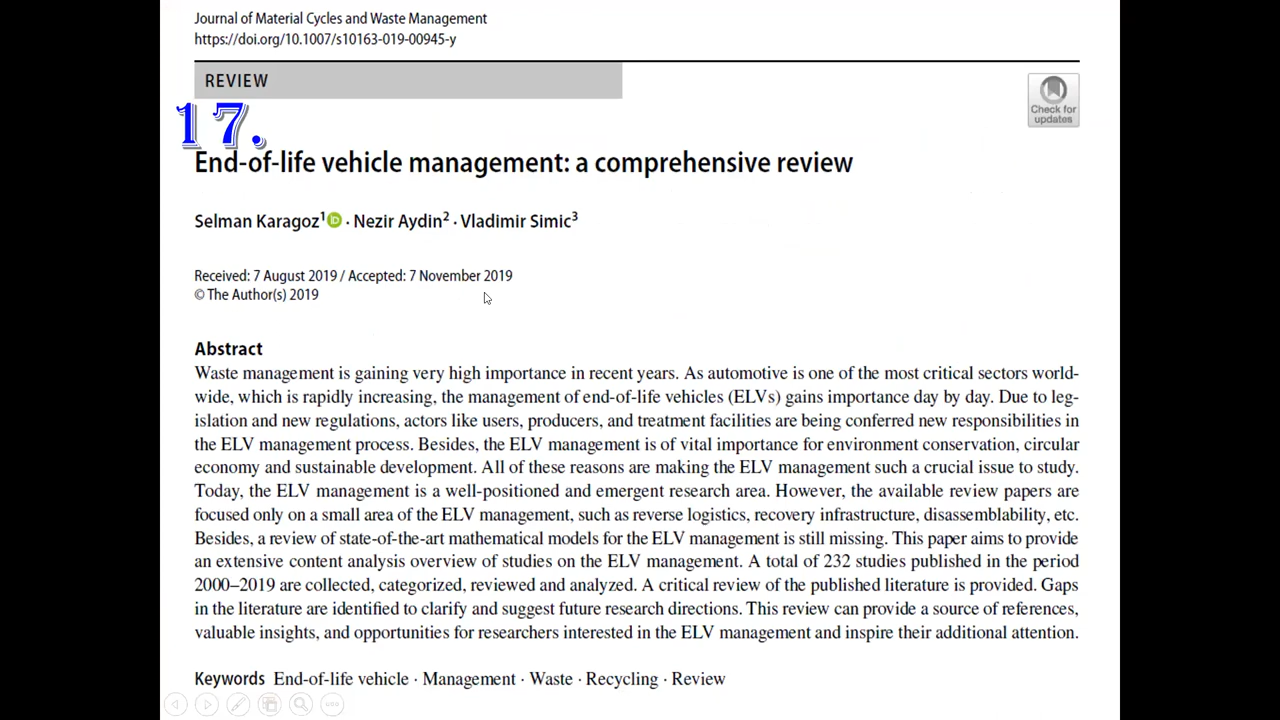 Journal of Material Cycles and Waste Management
https://doi.org/10.1007/s10163-019-00945-y
REVIEW
Check for
updates
17.
End-of-life vehicle management: a comprehensive review
Selman Karagoz1 iD · Nezir Aydin2 · Vladimir Simic3
Received: 7 August 2019 / Accepted: 7 November 2019
© The Author(s) 2019
Abstract
Waste management is gaining very high importance in recent years. As automotive is one of the most critical sectors world-
wide, which is rapidly increasing, the management of end-of-life vehicles (ELVs) gains importance day by day. Due to leg-
islation and new regulations, actors like users, producers, and treatment facilities are being conferred new responsibilities in
the ELV management process. Besides, the ELV management is of vital importance for environment conservation, circular
economy and sustainable development. All of these reasons are making the ELV management such a crucial issue to study.
Today, the ELV management is a well-positioned and emergent research area. However, the available review papers are
focused only on a small area of the ELV management, such as reverse logistics, recovery infrastructure, disassemblability, etc.
Besides, a review of state-of-the-art mathematical models for the ELV management is still missing. This paper aims to provide
an extensive content analysis overview of studies on the ELV management. A total of 232 studies published in the period
2000–2019 are collected, categorized, reviewed and analyzed. A critical review of the published literature is provided. Gaps
in the literature are identified to clarify and suggest future research directions. This review can provide a source of references,
valuable insights, and opportunities for researchers interested in the ELV management and inspire their additional attention.
Keywords End-of-life vehicle · Management · Waste · Recycling · Review